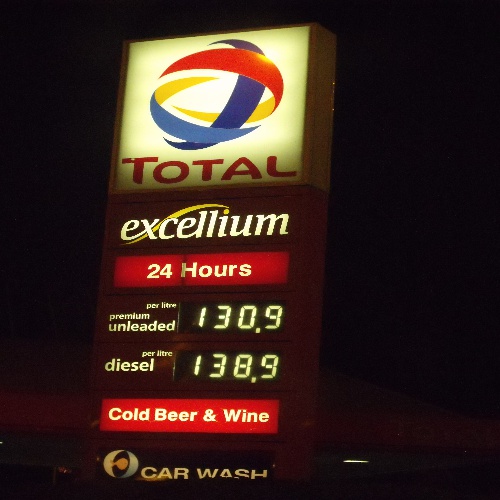 TOTAL
excellium
24 Hours
per litre
premium
unleaded 130.9
per litre
diesel 138.9
Cold Beer & Wine
CAR WASH